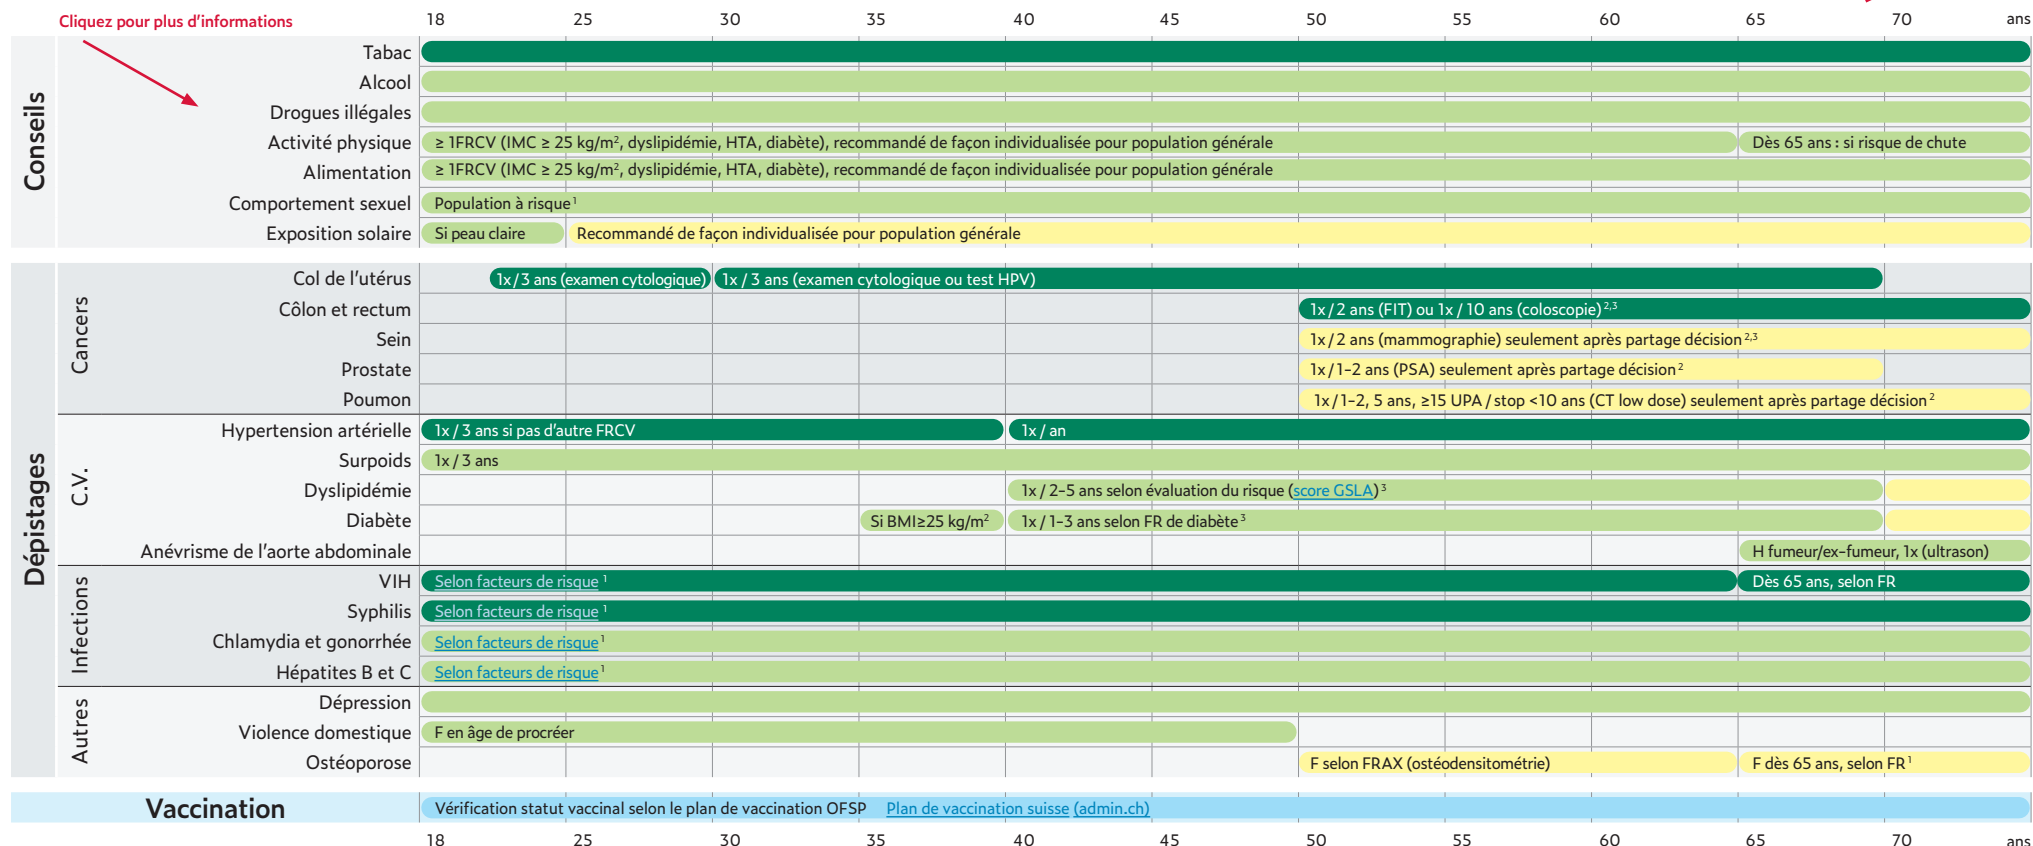 Cliquez pour plus d'informations
18 25 30 35 40 45 50 55 60 65 70 ans
Conseils
Tabac
Alcool
Drogues illégales
Activité physique ≥ 1FRCV (IMC ≥ 25 kg/m², dyslipidémie, HTA, diabète), recommandé de façon individualisée pour population générale Dès 65 ans : si risque de chute
Alimentation ≥ 1FRCV (IMC ≥ 25 kg/m², dyslipidémie, HTA, diabète), recommandé de façon individualisée pour population générale
Comportement sexuel Population à risque¹
Exposition solaire Si peau claire Recommandé de façon individualisée pour population générale
Dépistages
Cancers
Col de l'utérus 1x / 3 ans (examen cytologique) 1x / 3 ans (examen cytologique ou test HPV)
Côlon et rectum 1x / 2 ans (FIT) ou 1x / 10 ans (coloscopie)²,³
Sein 1x / 2 ans (mammographie) seulement après partage décision²,³
Prostate 1x / 1-2 ans (PSA) seulement après partage décision²
Poumon 1x / 1-2, 5 ans, ≥15 UPA / stop <10 ans (CT low dose) seulement après partage décision²
C.V.
Hypertension artérielle 1x / 3 ans si pas d'autre FRCV 1x / an
Surpoids 1x / 3 ans
Dyslipidémie 1x / 2-5 ans selon évaluation du risque (score GSLA)³
Diabète Si BMI≥25 kg/m² 1x / 1-3 ans selon FR de diabète³
Anévrisme de l'aorte abdominale H fumeur/ex-fumeur, 1x (ultrason)
Infections
VIH Selon facteurs de risque¹ Dès 65 ans, selon FR
Syphilis Selon facteurs de risque¹
Chlamydia et gonorrhée Selon facteurs de risque¹
Hépatites B et C Selon facteurs de risque¹
Autres
Dépression
Violence domestique F en âge de procréer
Ostéoporose F selon FRAX (ostéodensitométrie) F dès 65 ans, selon FR¹
Vaccination Vérification statut vaccinal selon le plan de vaccination OFSP Plan de vaccination suisse (admin.ch)
18 25 30 35 40 45 50 55 60 65 70 ans